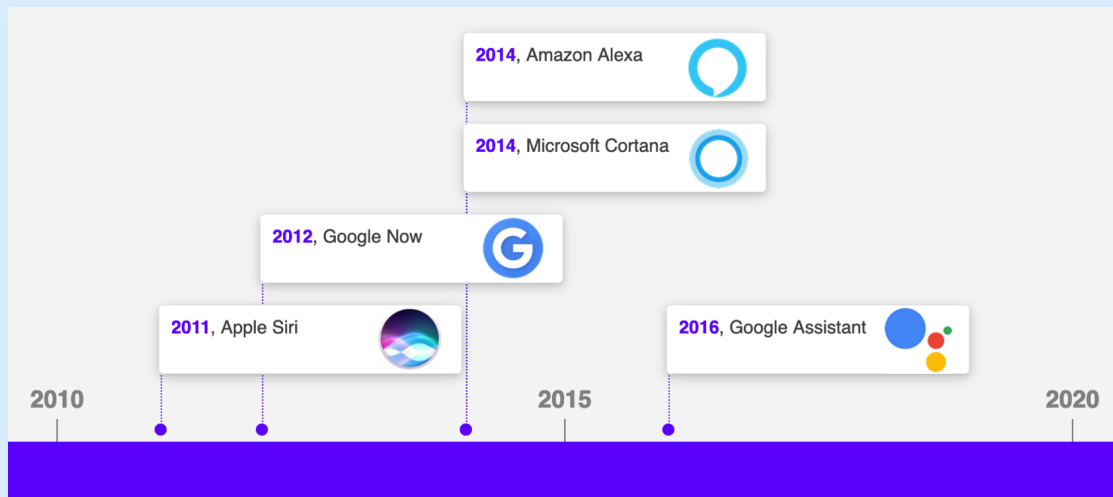 2014, Amazon Alexa
2014, Microsoft Cortana
2012, Google Now
G
2011, Apple Siri
2016, Google Assistant
2010
2015
2020